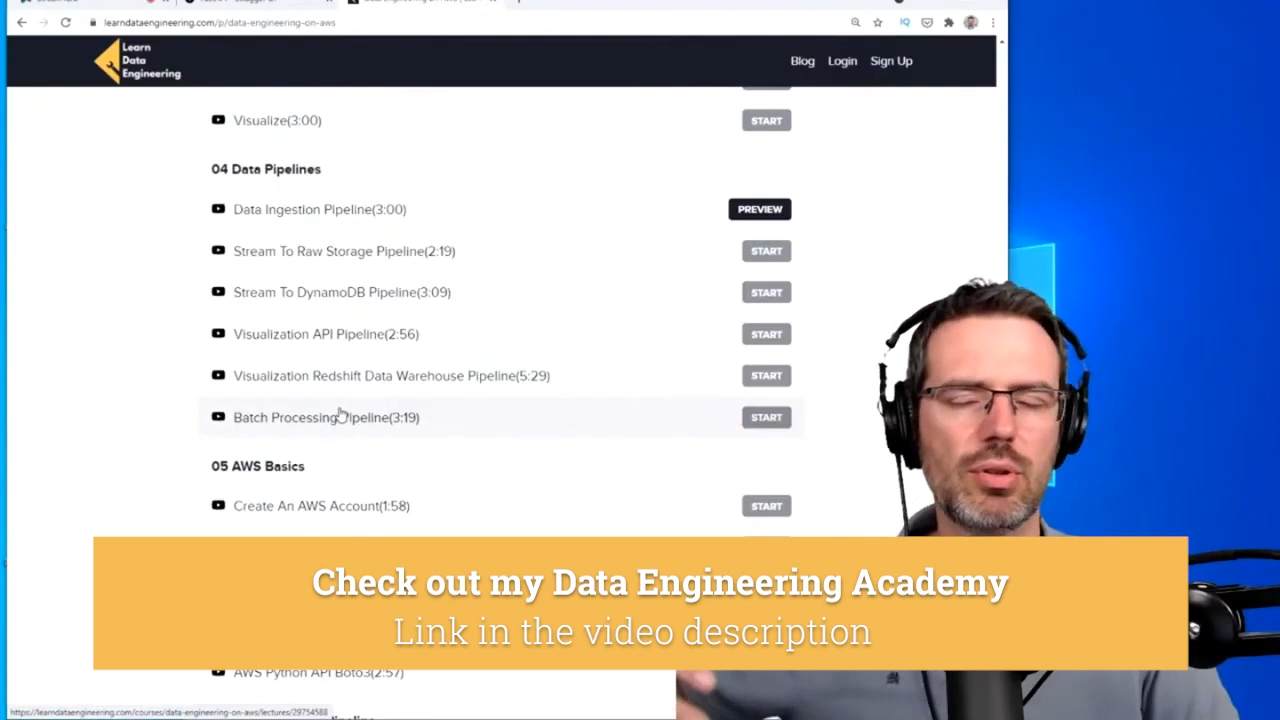 learndataengineering.com/p/data-engineering-on-aws
Learn
Data
Engineering
Blog Login Sign Up
Visualize(3:00) START
04 Data Pipelines
Data Ingestion Pipeline(3:00) PREVIEW
Stream To Raw Storage Pipeline(2:19) START
Stream To DynamoDB Pipeline(3:09) START
Visualization API Pipeline(2:56) START
Visualization Redshift Data Warehouse Pipeline(5:29) START
Batch Processing Pipeline(3:19) START
05 AWS Basics
Create An AWS Account(1:58) START
Check out my Data Engineering Academy
Link in the video description
AWS Python API Boto3(2:57)
https://learndataengineering.com/courses/data-engineering-on-aws/lectures/29754588